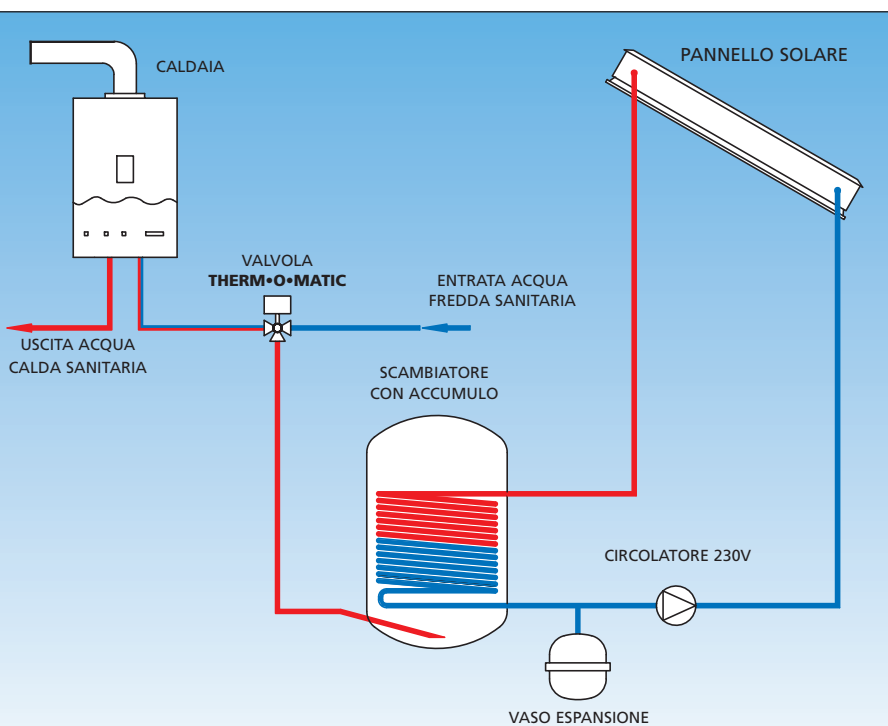 CALDAIA
PANNELLO SOLARE
VALVOLA
THERM•O•MATIC
ENTRATA ACQUA
FREDDA SANITARIA
USCITA ACQUA
CALDA SANITARIA
SCAMBIATORE
CON ACCUMULO
CIRCOLATORE 230V
VASO ESPANSIONE